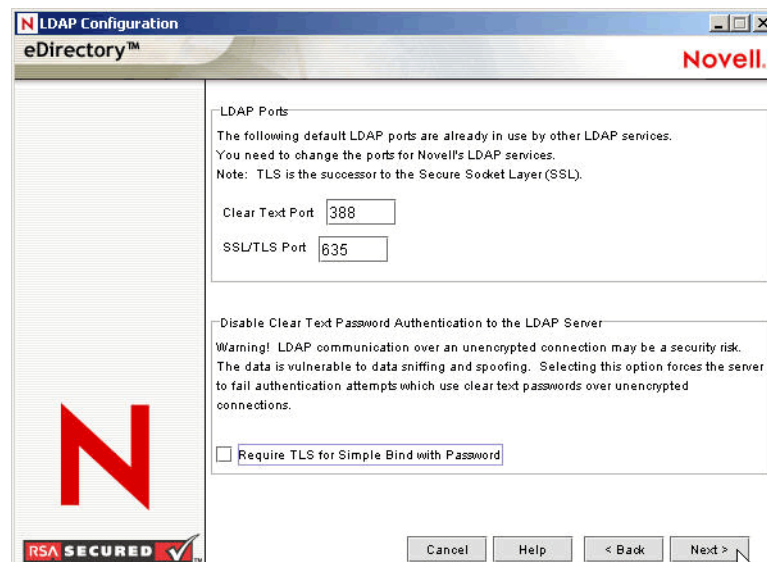 N LDAP Configuration
eDirectory™
Novell.
LDAP Ports
The following default LDAP ports are already in use by other LDAP services.
You need to change the ports for Novell's LDAP services.
Note: TLS is the successor to the Secure Socket Layer (SSL).
Clear Text Port 388
SSL/TLS Port 635
Disable Clear Text Password Authentication to the LDAP Server
Warning! LDAP communication over an unencrypted connection may be a security risk.
The data is vulnerable to data sniffing and spoofing. Selecting this option forces the server
to fail authentication attempts which use clear text passwords over unencrypted
connections.
Require TLS for Simple Bind with Password
N
RSA SECURED ™
Cancel Help < Back Next >